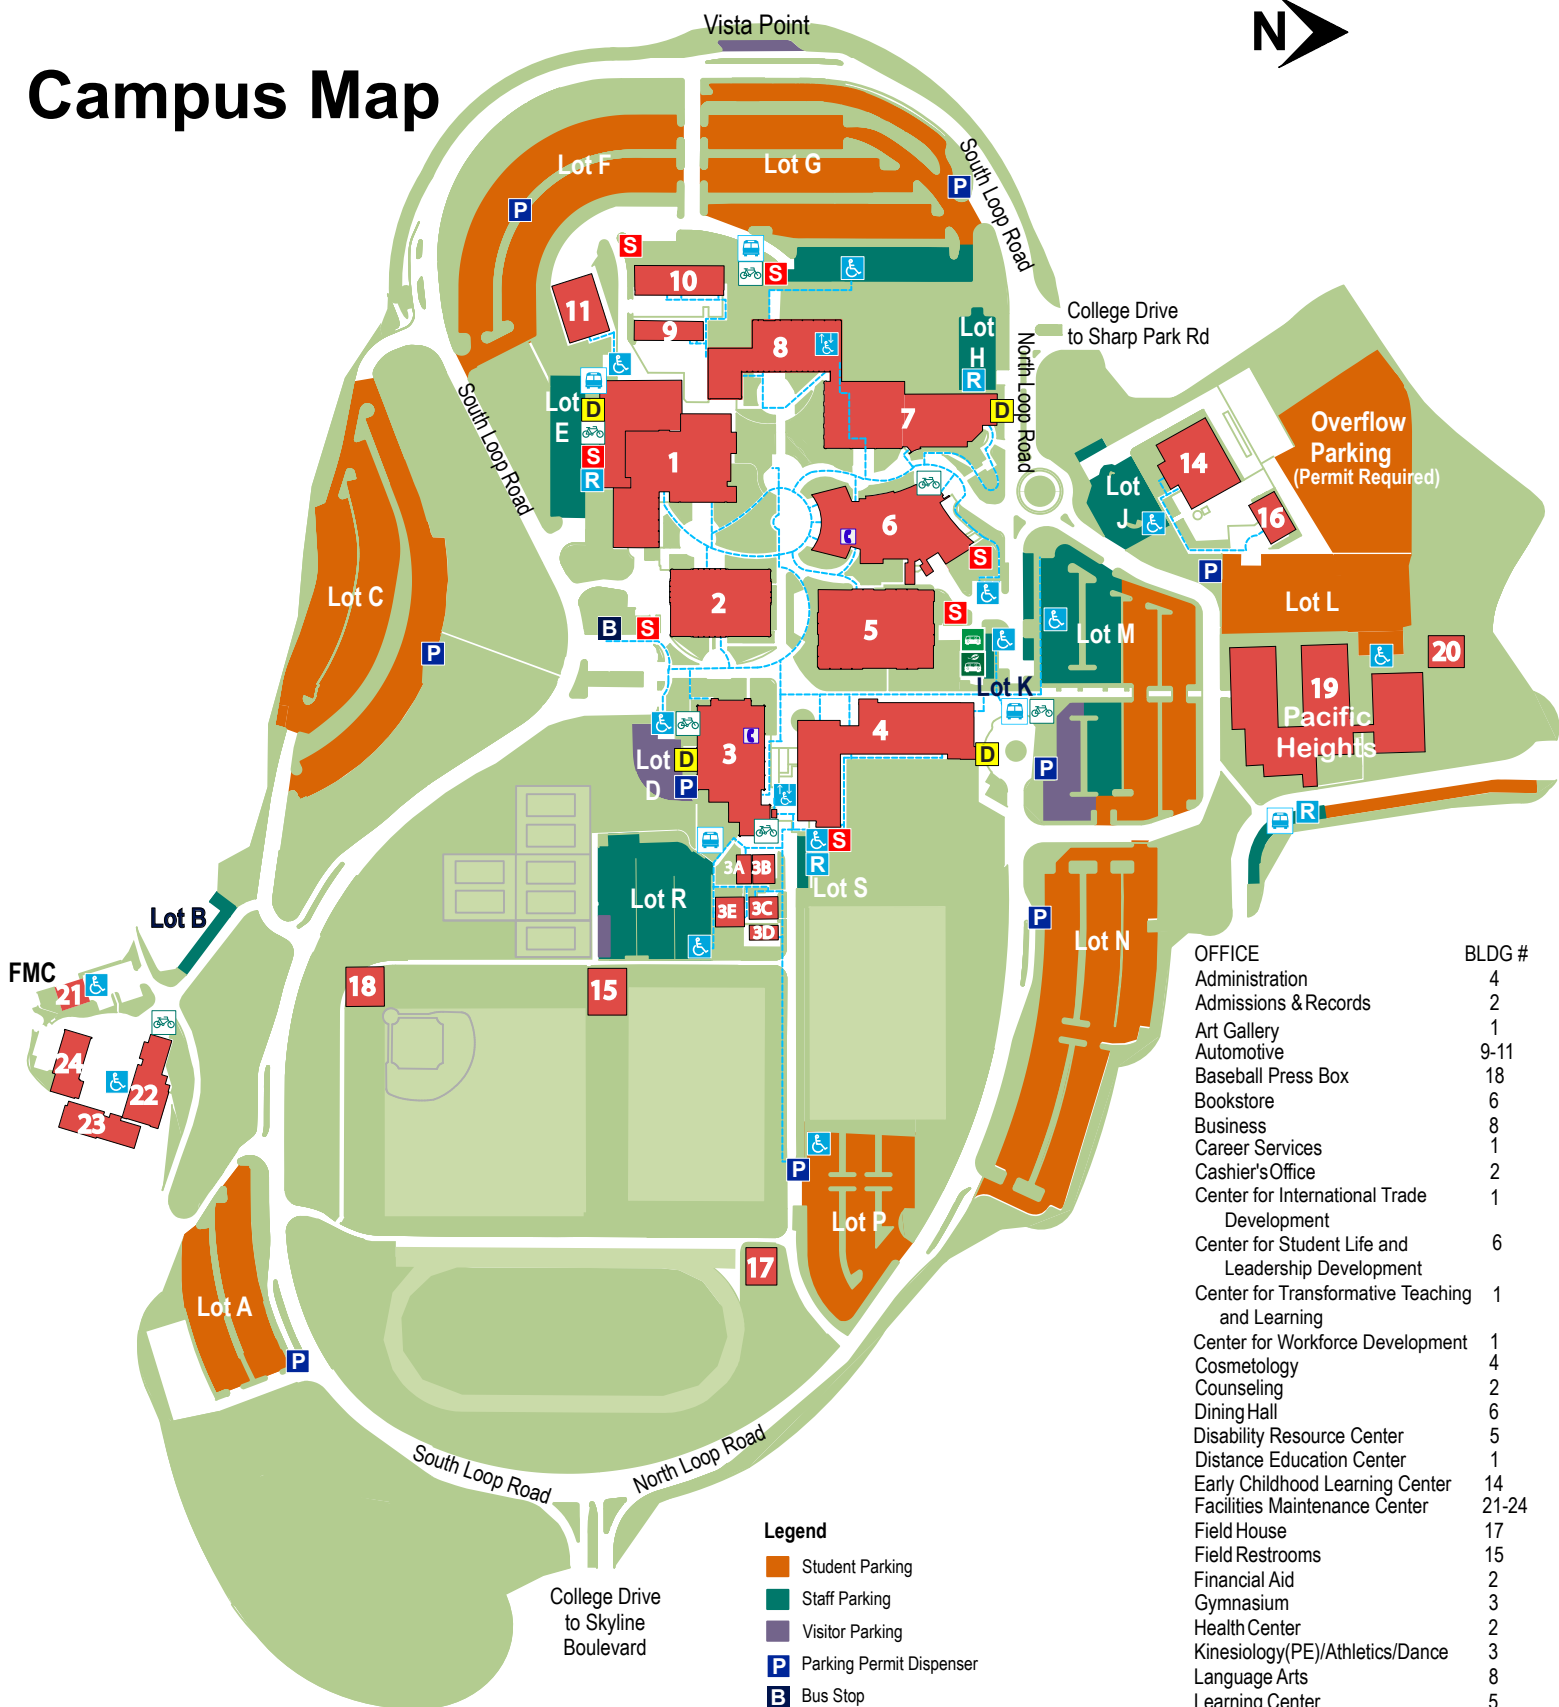 Vista Point
N
Campus Map
Lot F
Lot G
South Loop Road
P
P
S
S
10
11
9
8
College Drive
to Sharp Park Rd
Lot
H
R
North Loop Road
South Loop Road
Lot
E
D
S
R
1
7
D
Overflow
Parking
(Permit Required)
14
Lot
J
16
6
S
P
Lot C
2
5
S
B
S
P
Lot M
Lot L
20
Lot K
19
Pacific
Heights
3
4
Lot
D
D
P
D
P
R
S
R
3A
3B
Lot S
Lot R
3E
3C
3D
P
Lot N
Lot B
FMC
21
18
15
24
22
23
P
Lot P
17
Lot A
P
South Loop Road
North Loop Road
College Drive
to Skyline
Boulevard
Legend
Student Parking
Staff Parking
Visitor Parking
P Parking Permit Dispenser
B Bus Stop
OFFICE BLDG #
Administration 4
Admissions & Records 2
Art Gallery 1
Automotive 9-11
Baseball Press Box 18
Bookstore 6
Business 8
Career Services 1
Cashier's Office 2
Center for International Trade 1
Development
Center for Student Life and 6
Leadership Development
Center for Transformative Teaching 1
and Learning
Center for Workforce Development 1
Cosmetology 4
Counseling 2
Dining Hall 6
Disability Resource Center 5
Distance Education Center 1
Early Childhood Learning Center 14
Facilities Maintenance Center 21-24
Field House 17
Field Restrooms 15
Financial Aid 2
Gymnasium 3
Health Center 2
Kinesiology(PE)/Athletics/Dance 3
Language Arts 8
Learning Center 5